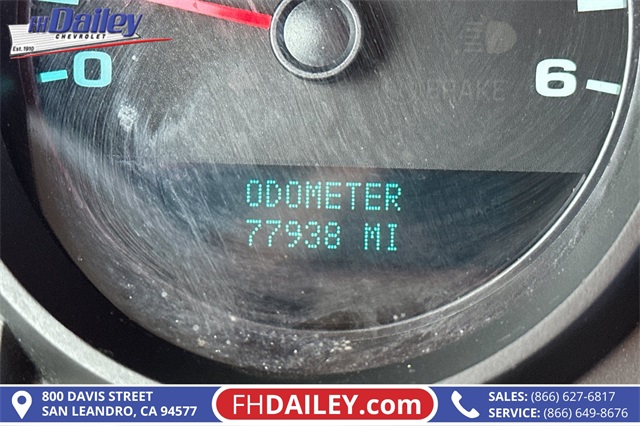 FH Dailey
CHEVROLET
Est. 1910
0
6
BRAKE
ODOMETER
77938 MI
800 DAVIS STREET
SAN LEANDRO, CA 94577
FHDAILEY.com
SALES: (866) 627-6817
SERVICE: (866) 649-8676